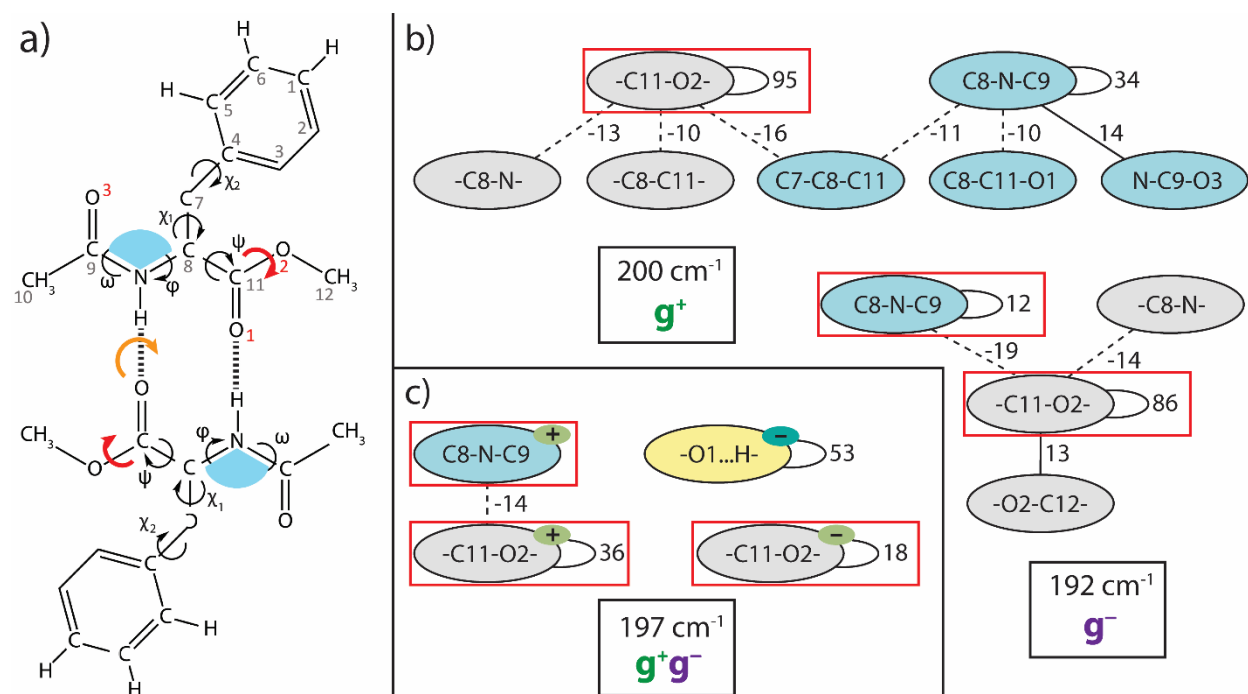 a)
H
H
C
6
C
1
H
C
5
2
C
4
3
χ2
C
7
O
3
χ1
ψ
C
9
C
8
O
2
CH3
10
ω
N
φ
C
11
CH3
12
H
O
1
O
H
CH3
φ
N
ω
CH3
O
C
C
C
ψ
χ1
O
χ2
C
C
C
H
C
C
H
H
b)
-C11-O2-
95
C8-N-C9
34
-13
-10
-16
-11
-10
14
-C8-N-
-C8-C11-
C7-C8-C11
C8-C11-O1
N-C9-O3
200 cm-1
g+
C8-N-C9
12
-C8-N-
-19
-14
-C11-O2-
86
13
-O2-C12-
192 cm-1
g−
c)
C8-N-C9
+
-O1...H-
−
53
-14
-C11-O2-
+
36
-C11-O2-
−
18
197 cm-1
g+g−